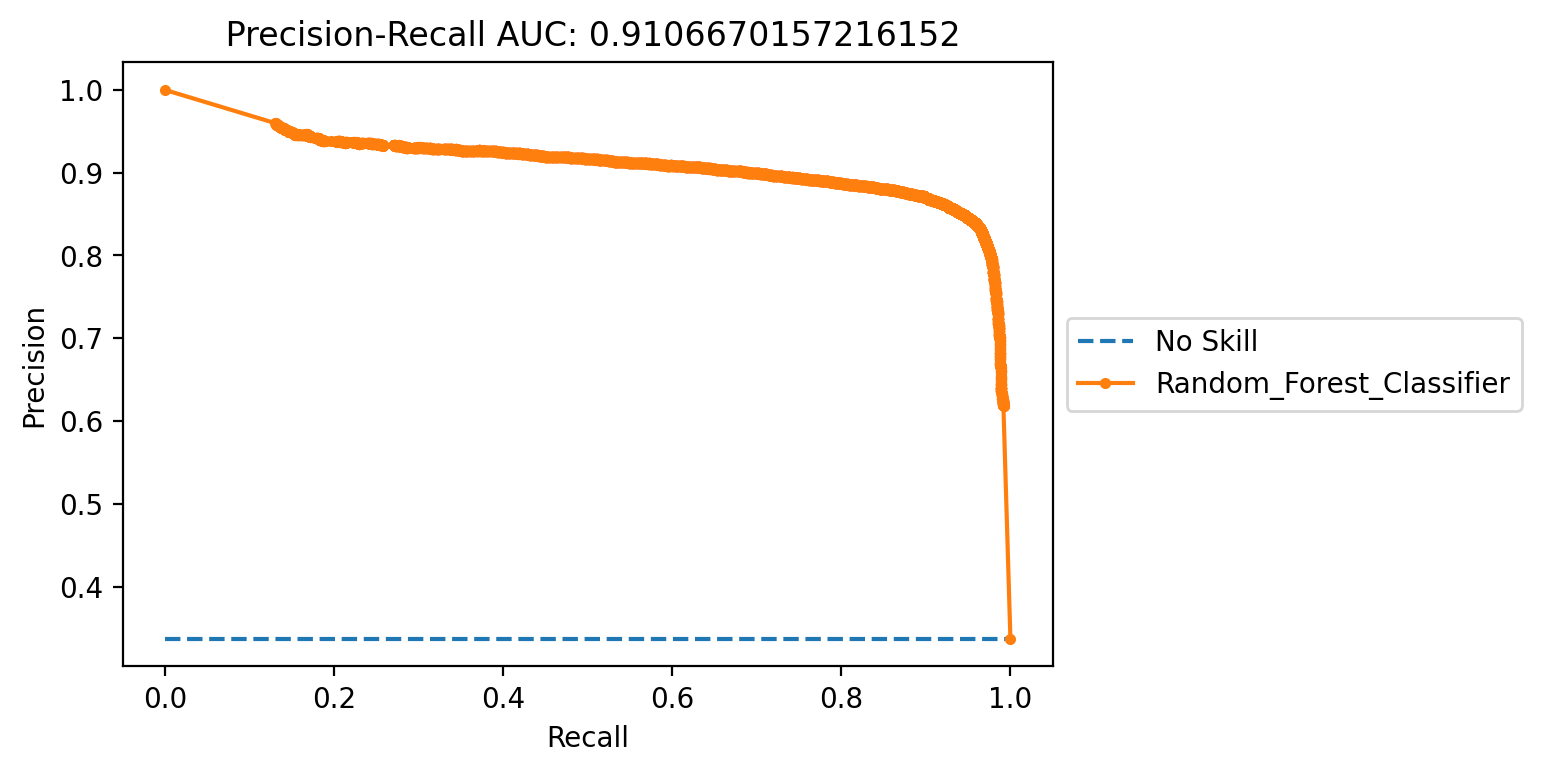 Precision-Recall AUC: 0.9106670157216152
1.0
0.9
0.8
0.7
0.6
0.5
0.4
Precision
0.0 0.2 0.4 0.6 0.8 1.0
Recall
No Skill
Random_Forest_Classifier